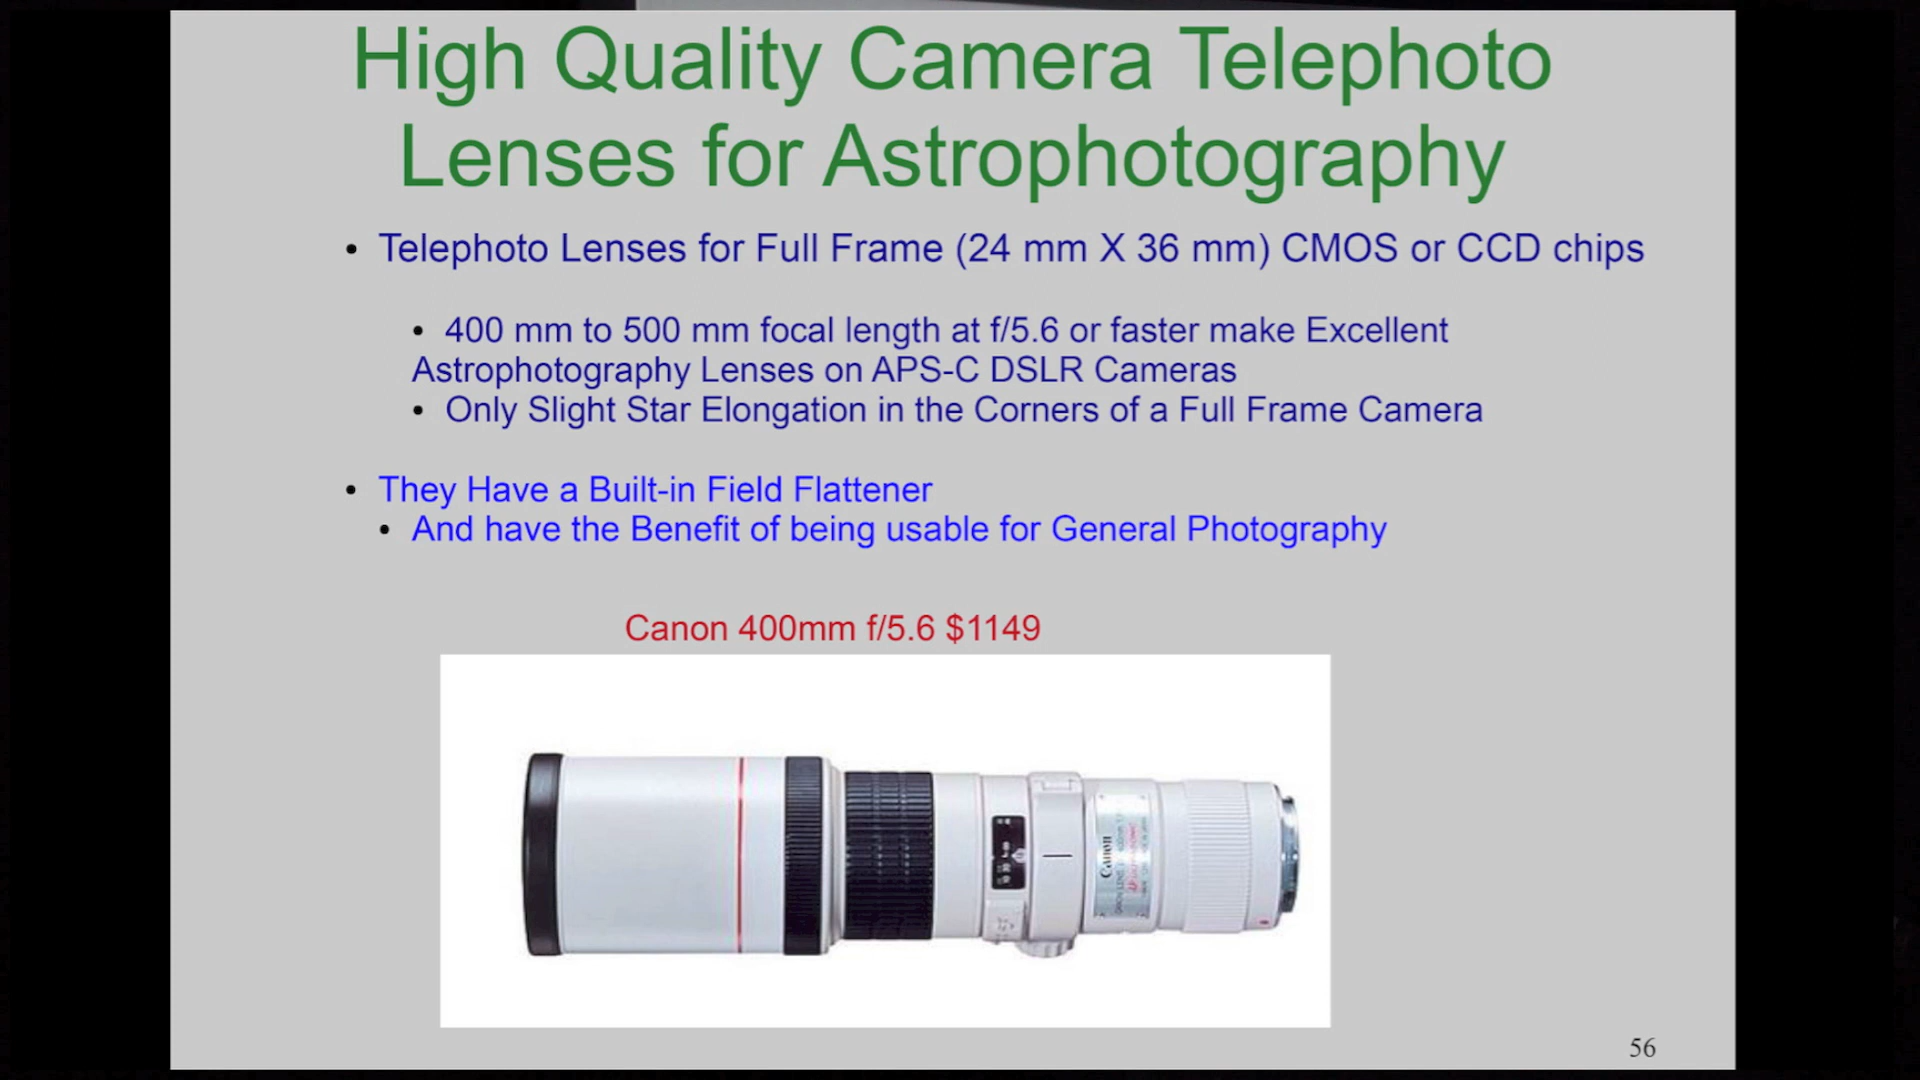 High Quality Camera Telephoto
Lenses for Astrophotography
• Telephoto Lenses for Full Frame (24 mm X 36 mm) CMOS or CCD chips
• 400 mm to 500 mm focal length at f/5.6 or faster make Excellent
Astrophotography Lenses on APS-C DSLR Cameras
• Only Slight Star Elongation in the Corners of a Full Frame Camera
• They Have a Built-in Field Flattener
• And have the Benefit of being usable for General Photography
Canon 400mm f/5.6 $1149
Canon
56